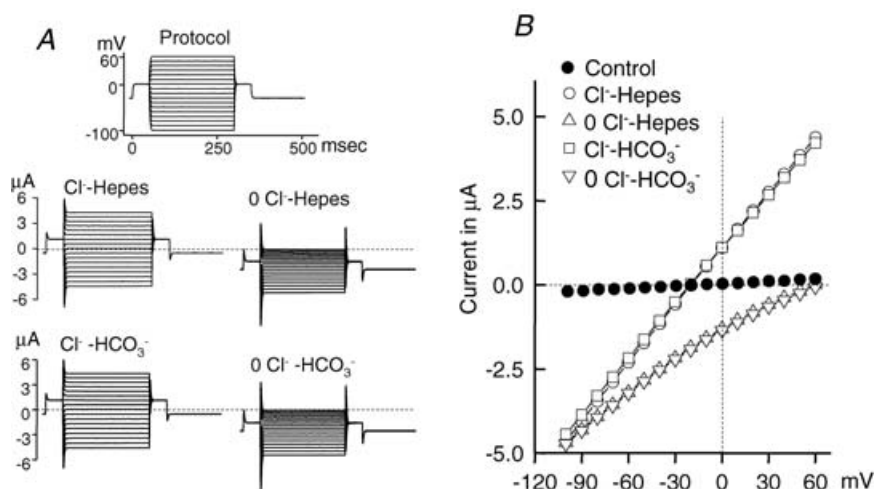 A
Protocol
mV
60
0
-100
0 250 500 msec
µA
Cl⁻-Hepes
6
3
0
-3
-6
0 Cl⁻-Hepes
µA
Cl⁻ -HCO₃⁻
6
3
0
-3
-6
0 Cl⁻ -HCO₃⁻
B
Control
Cl⁻-Hepes
0 Cl⁻-Hepes
Cl⁻-HCO₃⁻
0 Cl⁻-HCO₃⁻
Current in µA
5.0
2.5
0.0
-2.5
-5.0
-120 -90 -60 -30 0 30 60 mV